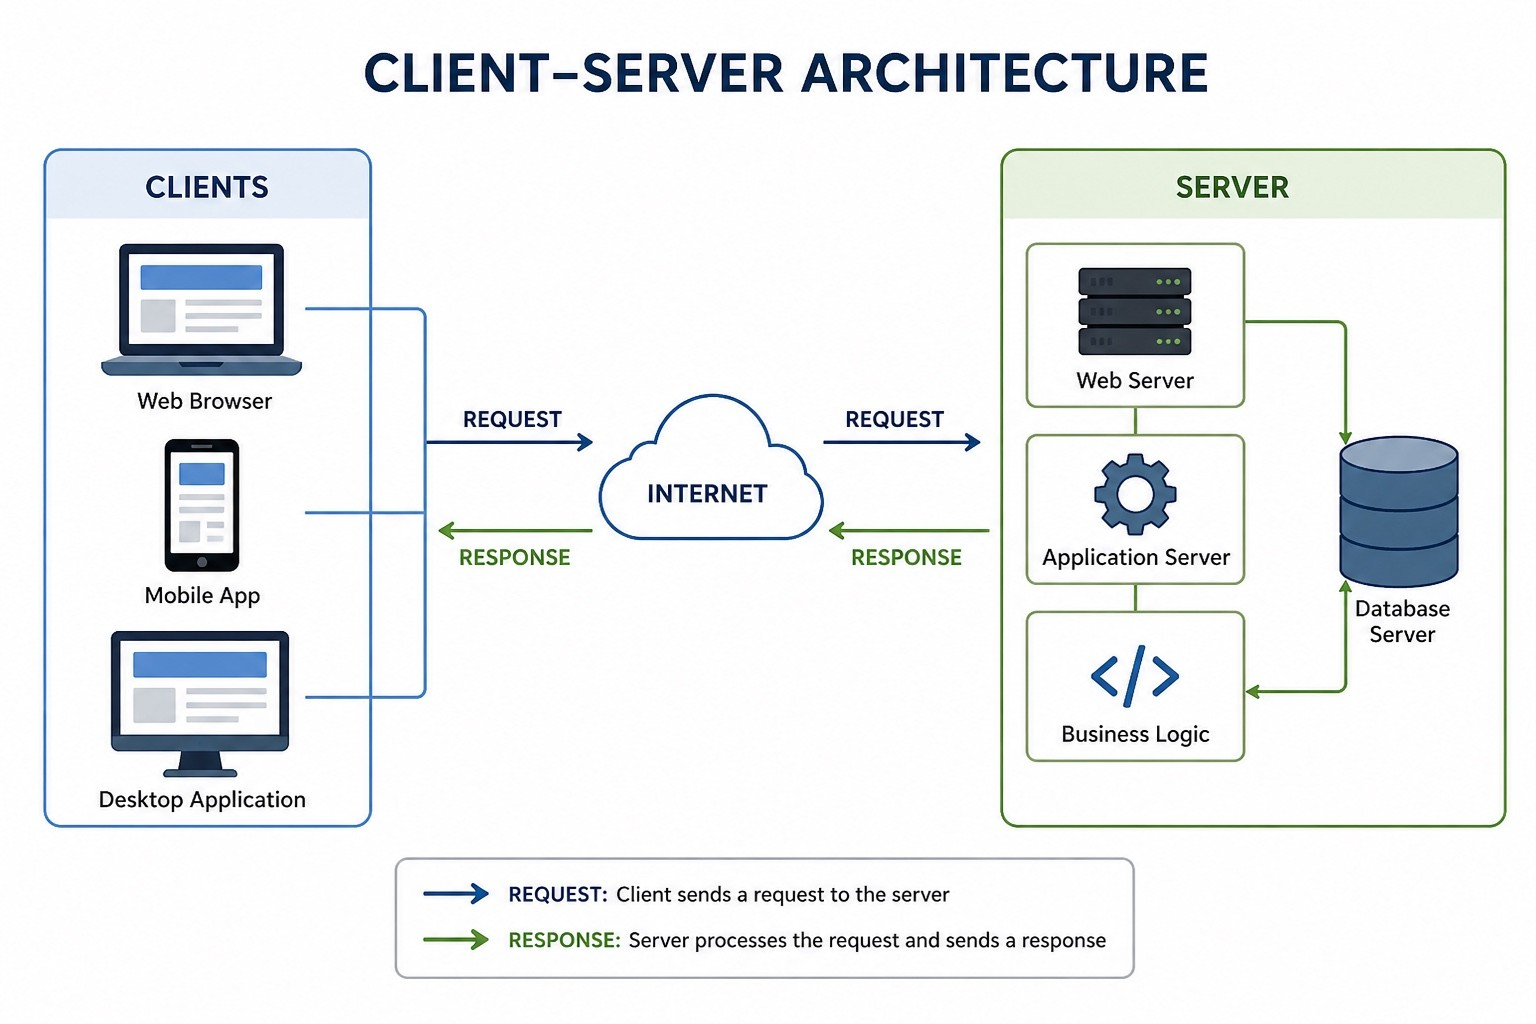 CLIENT–SERVER ARCHITECTURE
CLIENTS
Web Browser
Mobile App
Desktop Application
REQUEST
RESPONSE
INTERNET
REQUEST
RESPONSE
SERVER
Web Server
Application Server
Business Logic
Database
Server
REQUEST: Client sends a request to the server
RESPONSE: Server processes the request and sends a response